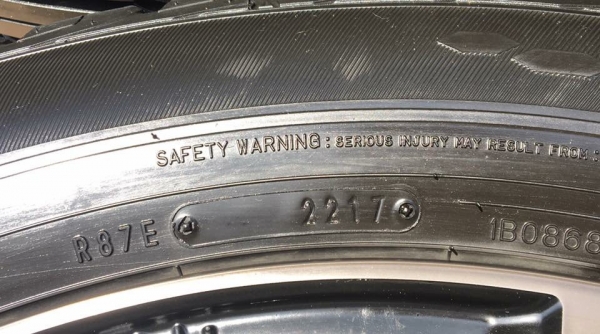 SAFETY WARNING : SERIOUS INJURY MAY RESULT FROM :
R87E 2217 1B0868